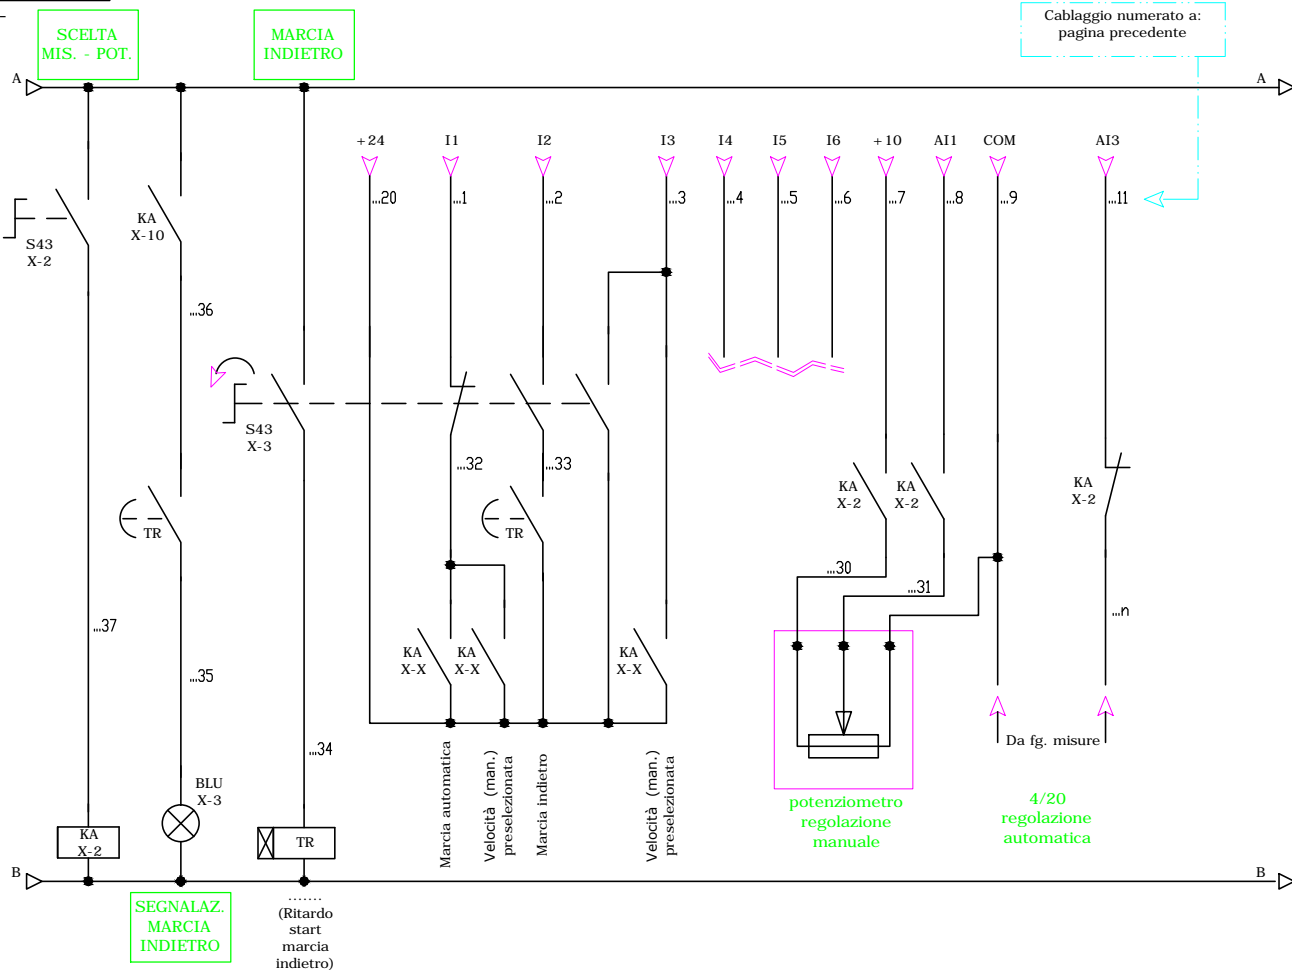 SCELTA
MIS. - POT.
MARCIA
INDIETRO
Cablaggio numerato a:
pagina precedente
A
A
+24
I1
I2
I3
I4
I5
I6
+10
AI1
COM
AI3
...20
...1
...2
...3
...4
...5
...6
...7
...8
...9
...11
S43
X-2
KA
X-10
...36
S43
X-3
...32
...33
KA
X-2
KA
X-2
KA
X-2
TR
TR
...30
...31
...n
...37
...35
KA
X-X
KA
X-X
KA
X-X
...34
Da fg. misure
Marcia automatica
Velocità (man.)
preselezionata
Marcia indietro
Velocità (man.)
preselezionata
BLU
X-3
potenziometro
regolazione
manuale
4/20
regolazione
automatica
KA
X-2
TR
B
B
SEGNALAZ.
MARCIA
INDIETRO
.......
(Ritardo
start
marcia
indietro)